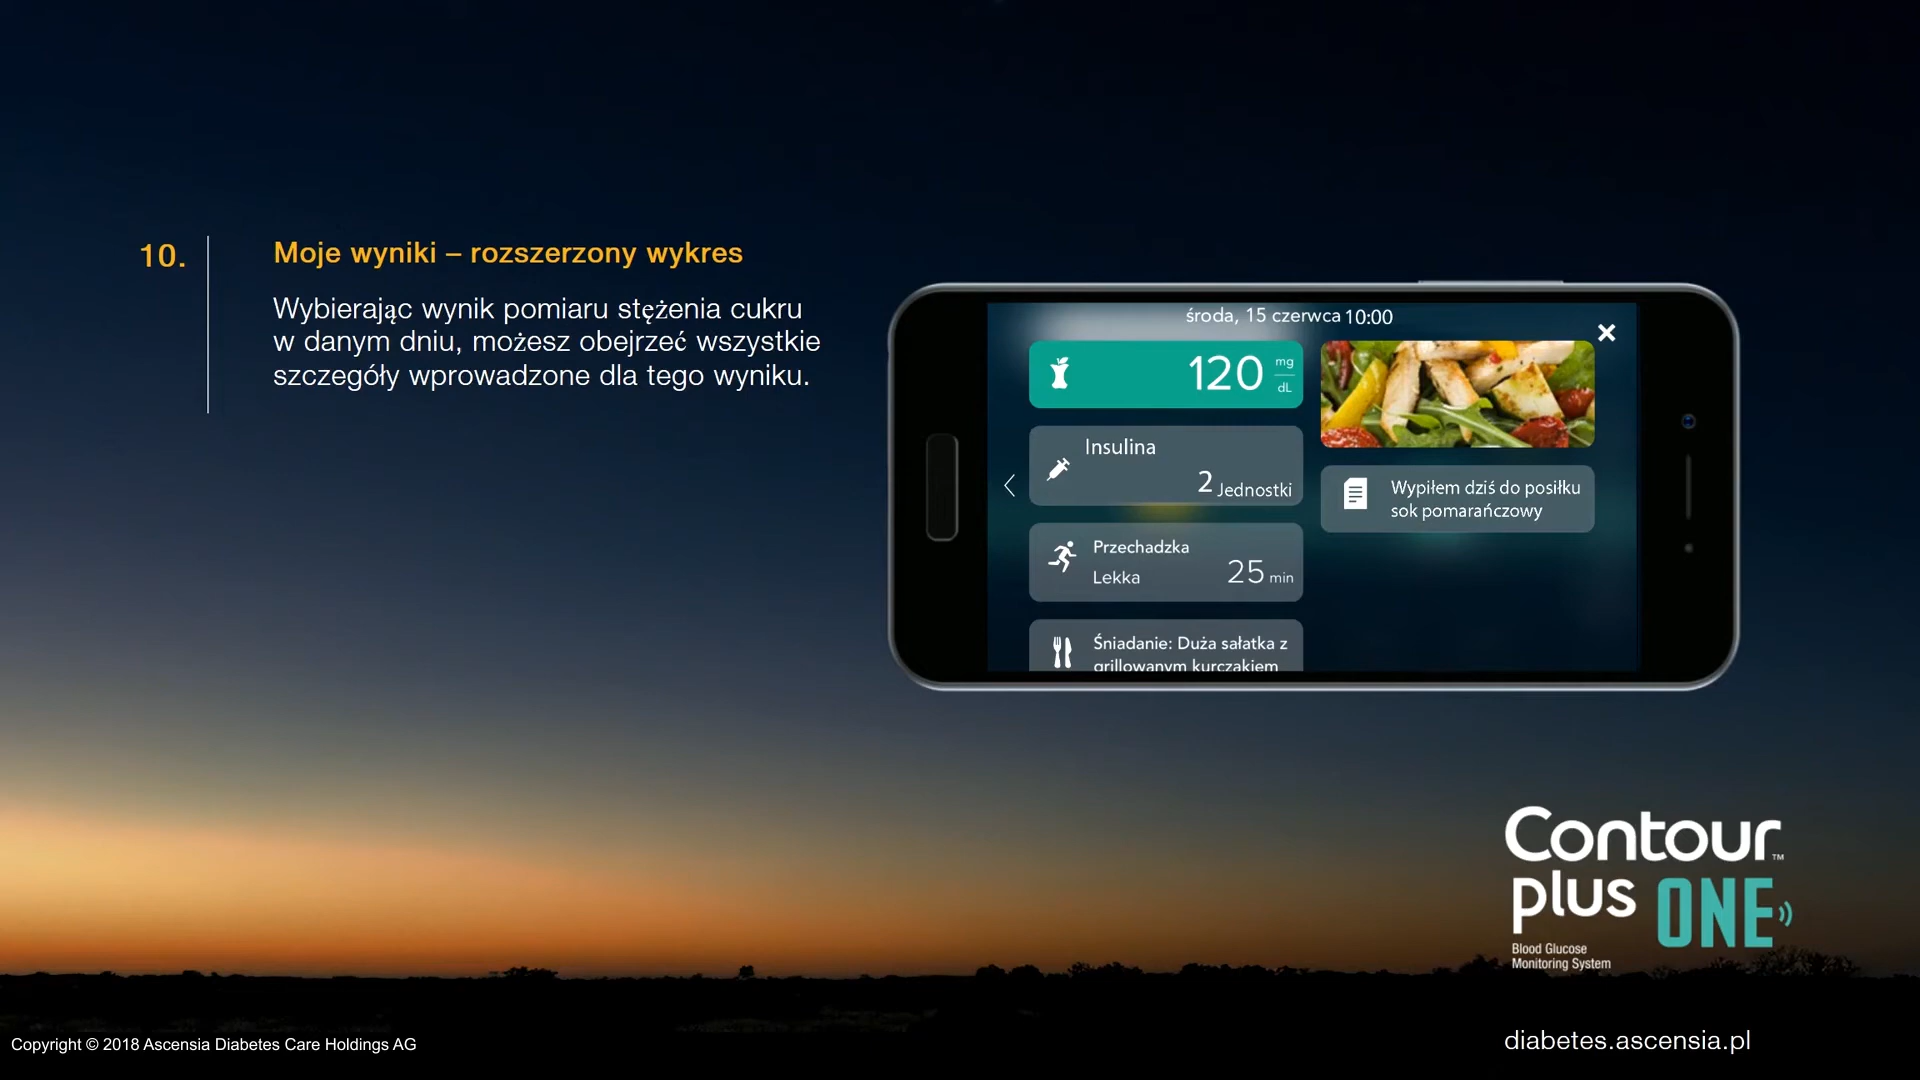 10.
Moje wyniki – rozszerzony wykres
Wybierając wynik pomiaru stężenia cukru
w danym dniu, możesz obejrzeć wszystkie
szczegóły wprowadzone dla tego wyniku.
środa, 15 czerwca 10:00
120 mg
dL
Insulina
2 Jednostki
Przechadzka
Lekka 25 min
Śniadanie: Duża sałatka z
grillowanym kurczakiem
Wypiłem dziś do posiłku
sok pomarańczowy
Contour™
plus ONE
Blood Glucose
Monitoring System
Copyright © 2018 Ascensia Diabetes Care Holdings AG
diabetes.ascensia.pl